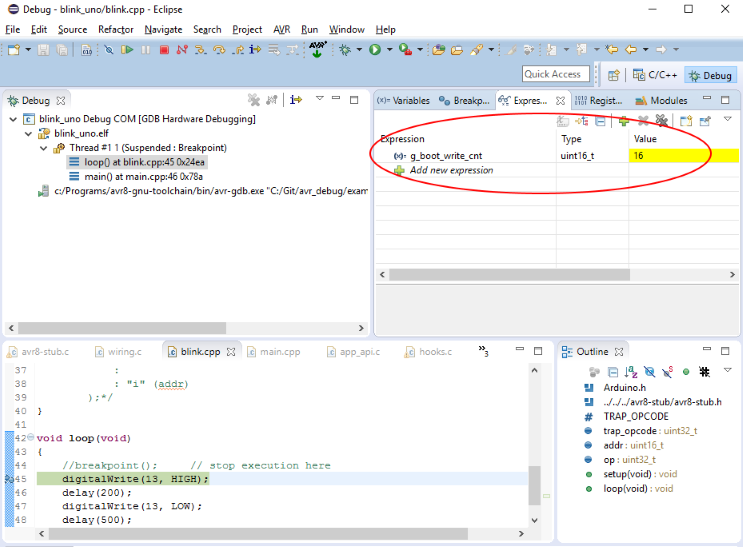 Debug - blink_uno/blink.cpp - Eclipse
File Edit Source Refactor Navigate Search Project AVR Run Window Help
Quick Access C/C++ Debug
Debug
blink_uno Debug COM [GDB Hardware Debugging]
blink_uno.elf
Thread #1 1 (Suspended : Breakpoint)
loop() at blink.cpp:45 0x24ea
main() at main.cpp:46 0x78a
c:/Programs/avr8-gnu-toolchain/bin/avr-gdb.exe "C:/Git/avr_debug/exam
(x)= Variables Breakp... Expres... Regist... Modules
Expression Type Value
g_boot_write_cnt uint16_t 16
Add new expression
avr8-stub.c wiring.c blink.cpp main.cpp app_api.c hooks.c 3
37 :
38 : "i" (addr)
39 );*/
40 }
41
42 void loop(void)
43 {
44 //breakpoint(); // stop execution here
45 digitalWrite(13, HIGH);
46 delay(200);
47 digitalWrite(13, LOW);
48 delay(500);
Outline
Arduino.h
../../../avr8-stub/avr8-stub.h
# TRAP_OPCODE
trap_opcode : uint32_t
addr : uint16_t
op : uint32_t
setup(void) : void
loop(void) : void